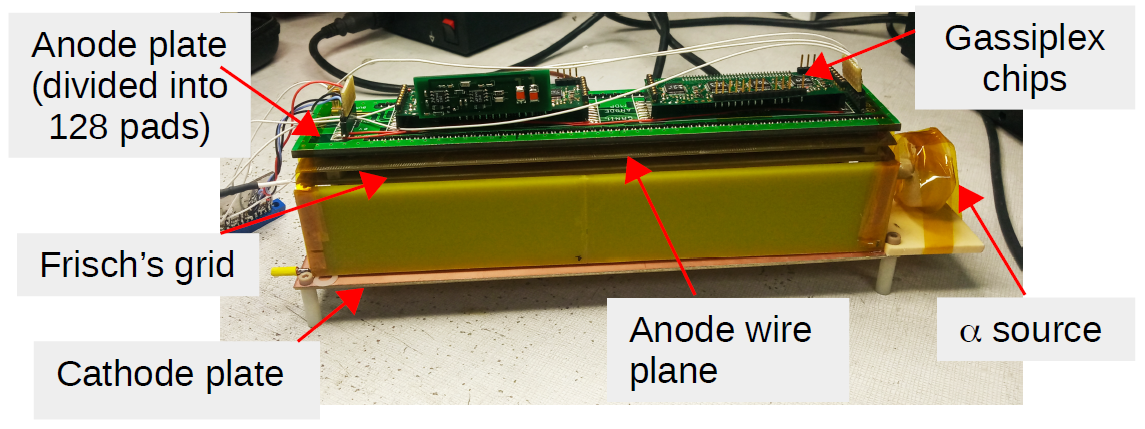 Anode plate
(divided into
128 pads)
Gassiplex
chips
Frisch's grid
Cathode plate
Anode wire
plane
α source